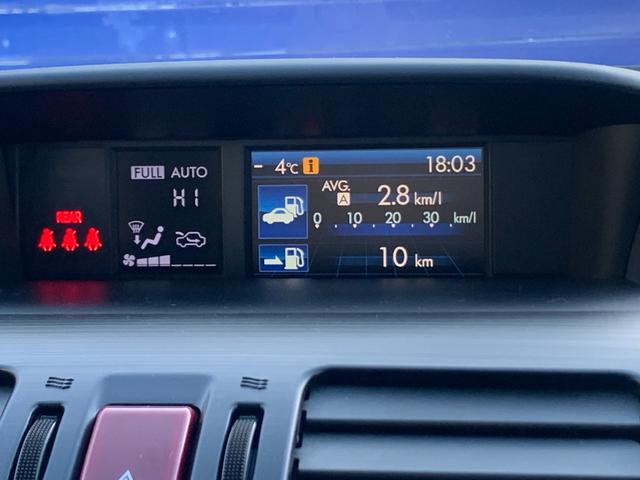 - 4°C i 18:03
FULL AUTO
HI
AVG.
A 2.8 km/l
0 10 20 30 km/l
REAR
10 km